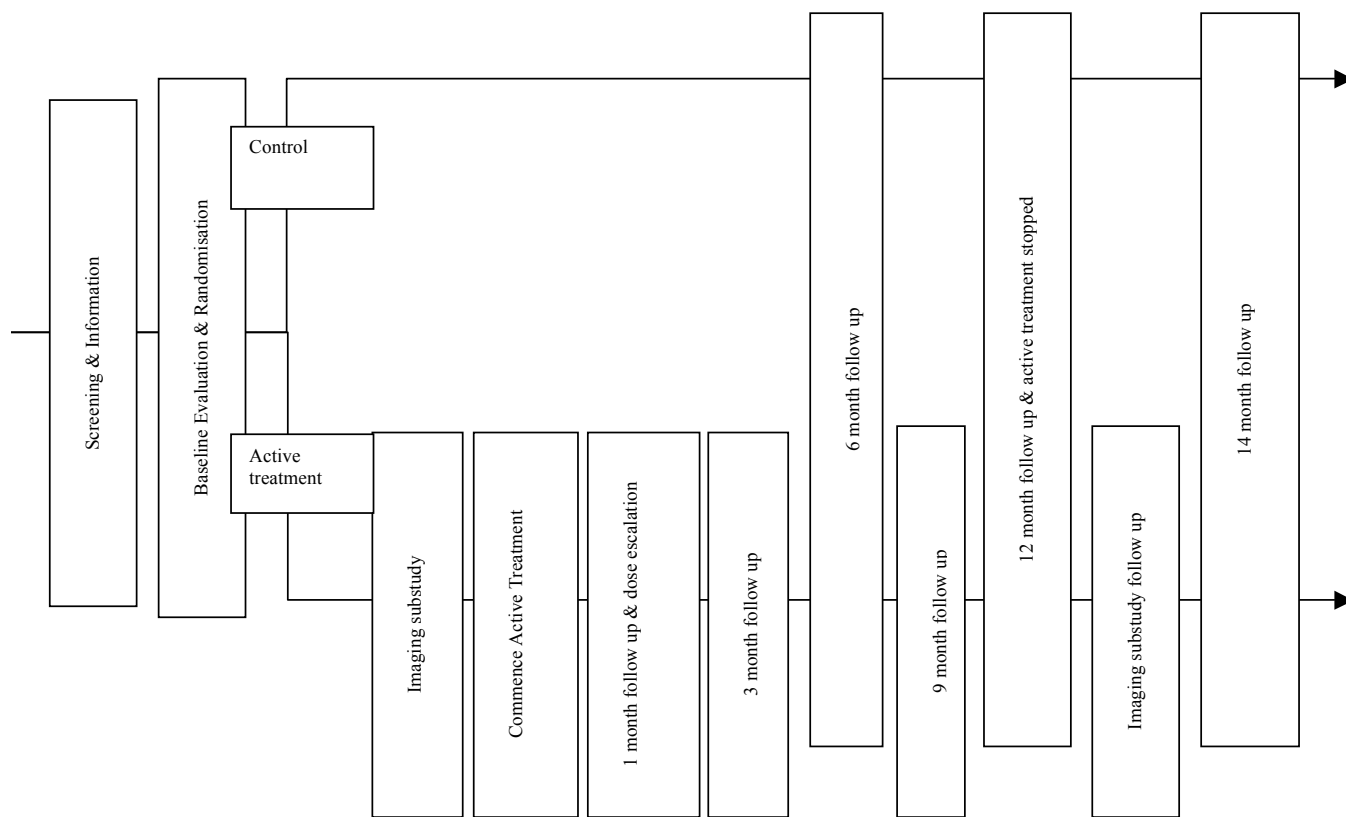 Screening & Information
Baseline Evaluation & Randomisation
Control
Active
treatment
Imaging substudy
Commence Active Treatment
1 month follow up & dose escalation
3 month follow up
6 month follow up
9 month follow up
12 month follow up & active treatment stopped
Imaging substudy follow up
14 month follow up